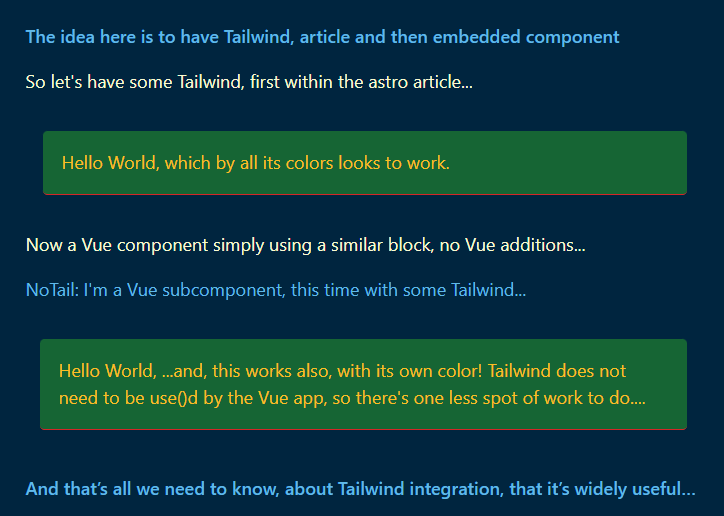 The idea here is to have Tailwind, article and then embedded component
So let's have some Tailwind, first within the astro article...
Hello World, which by all its colors looks to work.
Now a Vue component simply using a similar block, no Vue additions...
NoTail: I'm a Vue subcomponent, this time with some Tailwind...
Hello World, ...and, this works also, with its own color! Tailwind does not
need to be use()d by the Vue app, so there's one less spot of work to do....
And that’s all we need to know, about Tailwind integration, that it’s widely useful…